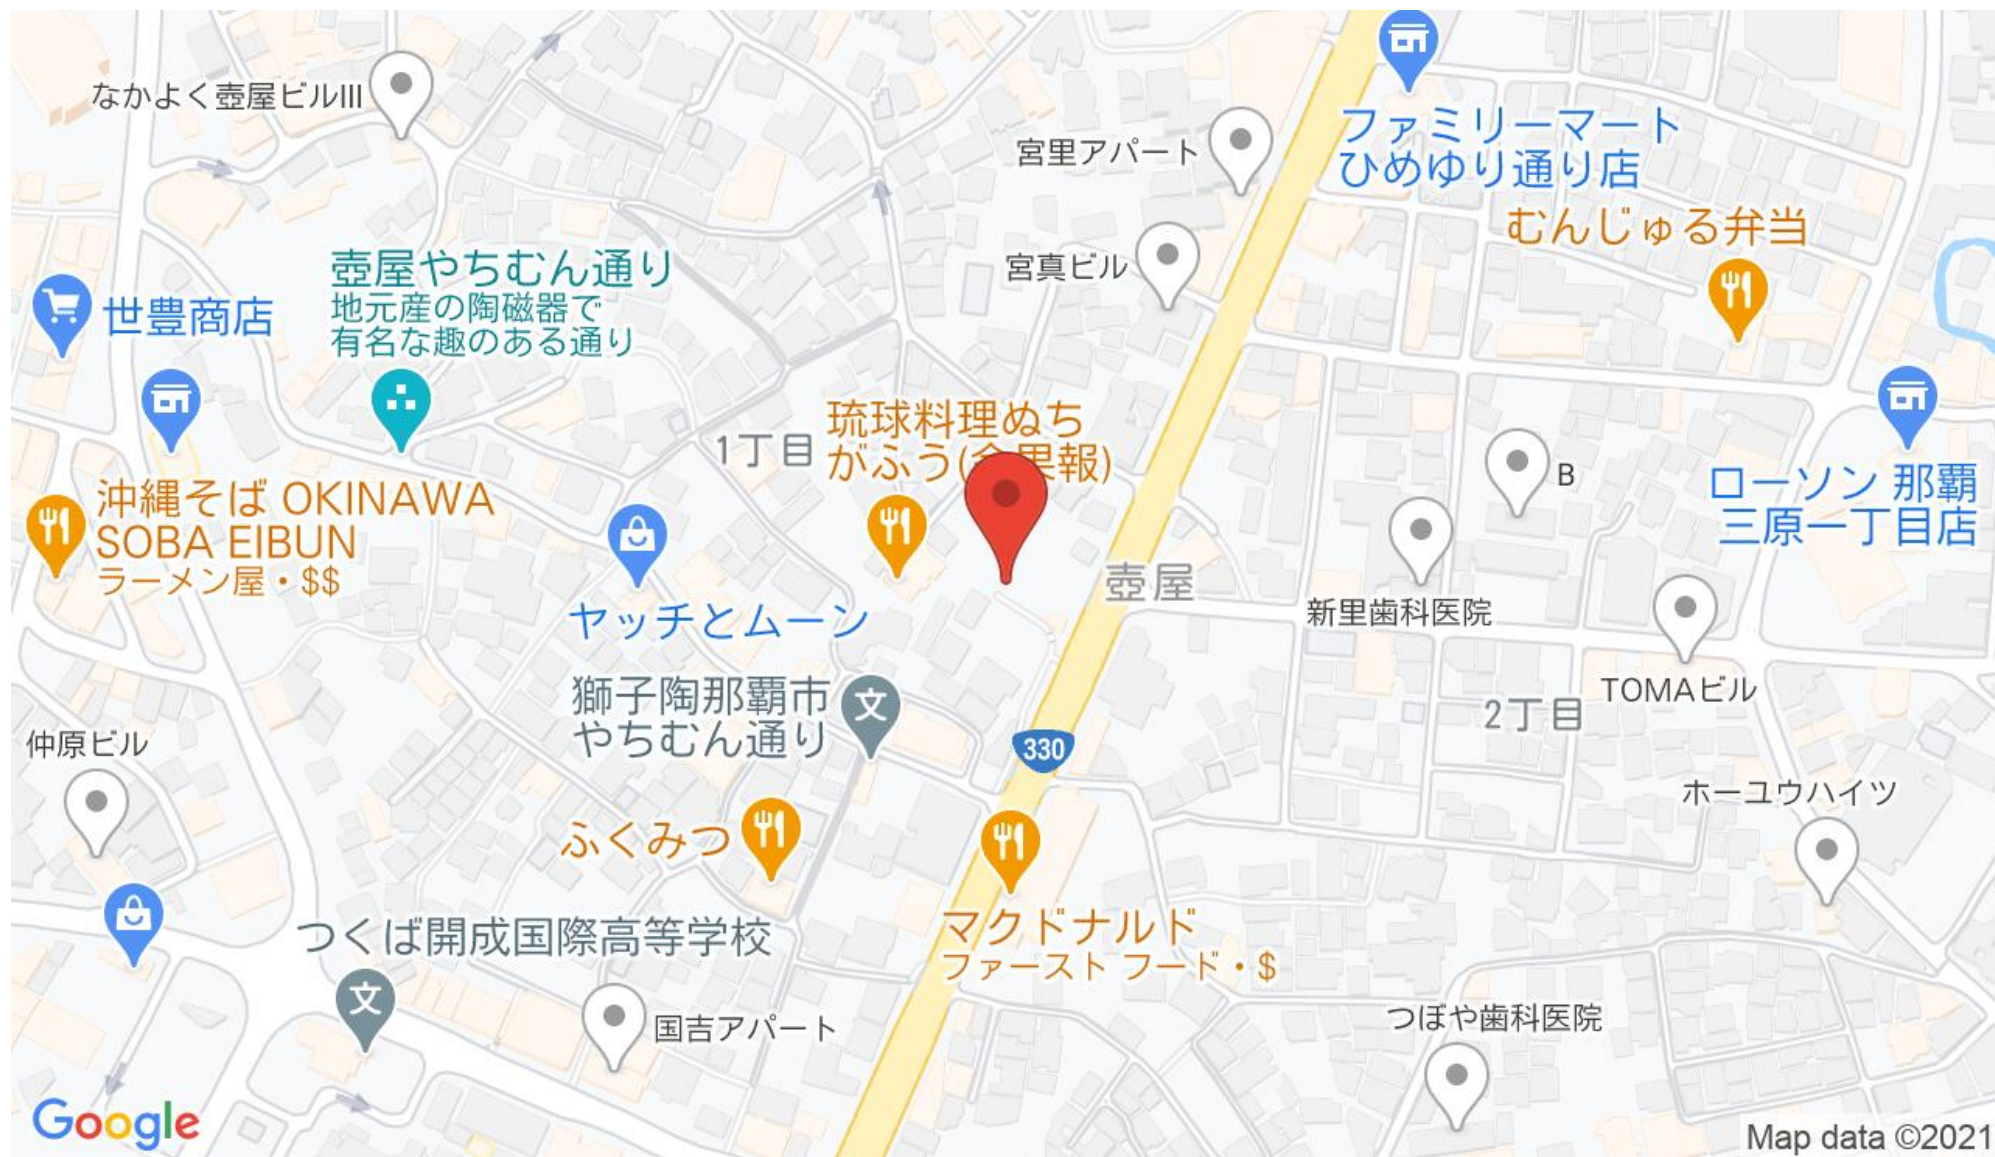 なかよく壺屋ビルIII
宮里アパート
ファミリーマート
ひめゆり通り店
むんじゅる弁当
宮真ビル
壺屋やちむん通り
地元産の陶磁器で
有名な趣のある通り
世豊商店
琉球料理ぬち
がふう(
果報)
1丁目
B
ローソン 那覇
三原一丁目店
沖縄そば OKINAWA
SOBA EIBUN
ラーメン屋・$$
壺屋
新里歯科医院
ヤッチとムーン
TOMAビル
獅子陶那覇市
やちむん通り
2丁目
仲原ビル
330
ホーユウハイツ
ふくみつ
マクドナルド
ファースト フード・$
つくば開成国際高等学校
国吉アパート
つぼや歯科医院
文
文
Google
Map data ©2021